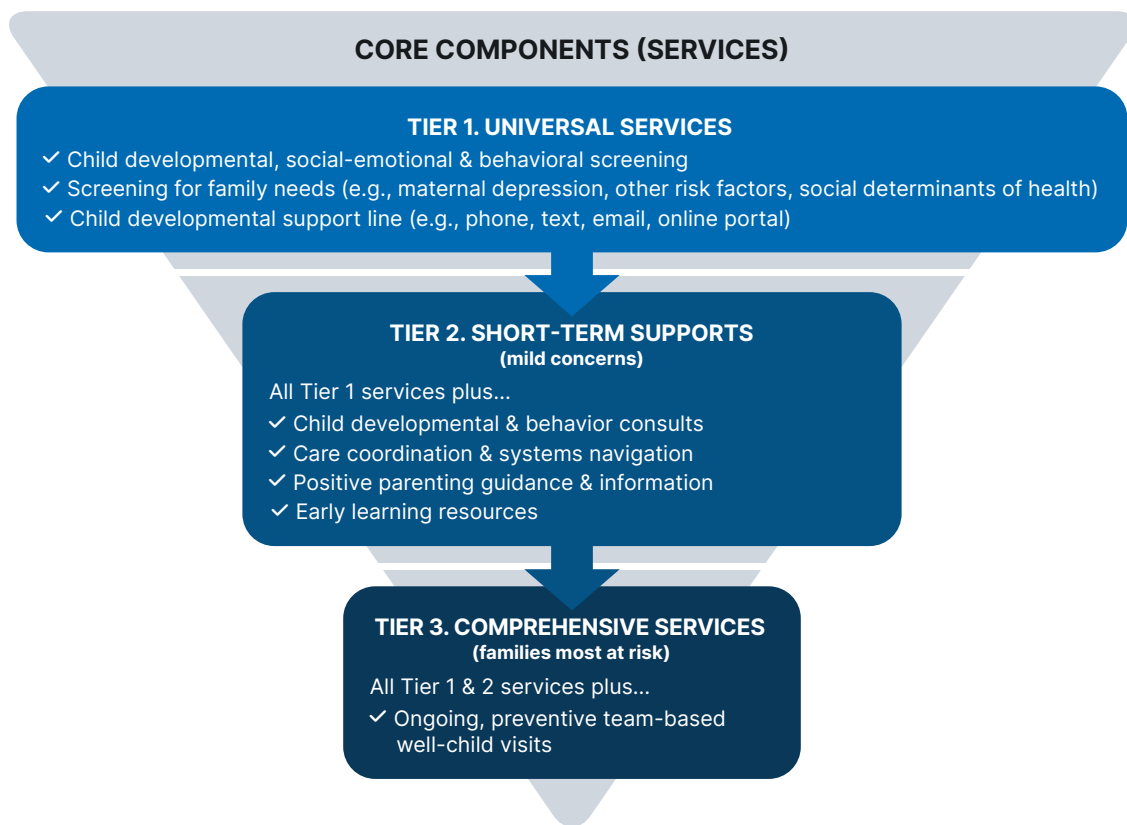 CORE COMPONENTS (SERVICES)
TIER 1. UNIVERSAL SERVICES
✓ Child developmental, social-emotional & behavioral screening
✓ Screening for family needs (e.g., maternal depression, other risk factors, social determinants of health)
✓ Child developmental support line (e.g., phone, text, email, online portal)
TIER 2. SHORT-TERM SUPPORTS
(mild concerns)
All Tier 1 services plus...
✓ Child developmental & behavior consults
✓ Care coordination & systems navigation
✓ Positive parenting guidance & information
✓ Early learning resources
TIER 3. COMPREHENSIVE SERVICES
(families most at risk)
All Tier 1 & 2 services plus...
✓ Ongoing, preventive team-based
well-child visits